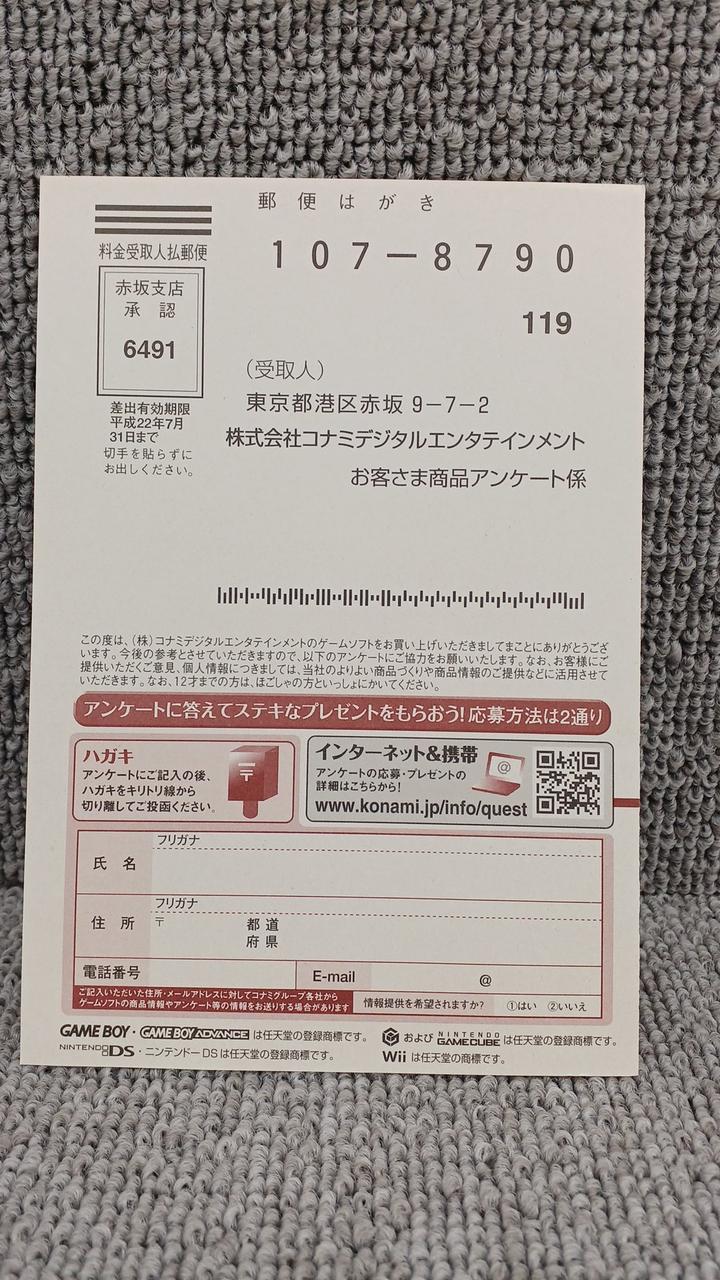 郵便はがき
料金受取人払郵便
赤坂支店
承認
6491
差出有効期限
平成22年7月
31日まで
切手を貼らずに
お出しください。
107-8790
119
（受取人）
東京都港区赤坂 9-7-2
株式会社コナミデジタルエンタテインメント
お客さま商品アンケート係
この度は、（株）コナミデジタルエンタテインメントのゲームソフトをお買い上げいただきましてまことにありがとうござ
います。今後の参考とさせていただきますので、以下のアンケートにご協力をお願いいたします。なお、お客様にご
提供いただくご意見、個人情報につきましては、当社のよりよい商品づくりや商品情報のご提供などに活用させて
いただきます。なお、12才までの方は、ほごしゃの方といっしょにかいてください。
アンケートに答えてステキなプレゼントをもらおう!応募方法は2通り
ハガキ
アンケートにご記入の後、
ハガキをキリトリ線から
切り離してご投函ください。
〒
インターネット&携帯
アンケートの応募・プレゼントの
詳細はこちらから!
www.konami.jp/info/quest
@
フリガナ
氏名
フリガナ
住所 〒 都道
府県
電話番号 E-mail @
ご記入いただいた住所・メールアドレスに対してコナミグループ各社から
ゲームソフトの商品情報やアンケート等の情報をお送りする場合があります
情報提供を希望されますか? ①はい ②いいえ
GAME BOY・GAME BOY ADVANCE は任天堂の登録商標です。
および NINTENDO GAMECUBE は任天堂の登録商標です。
NINTENDO DS・ニンテンドーDSは任天堂の登録商標です。
Wii は任天堂の商標です。